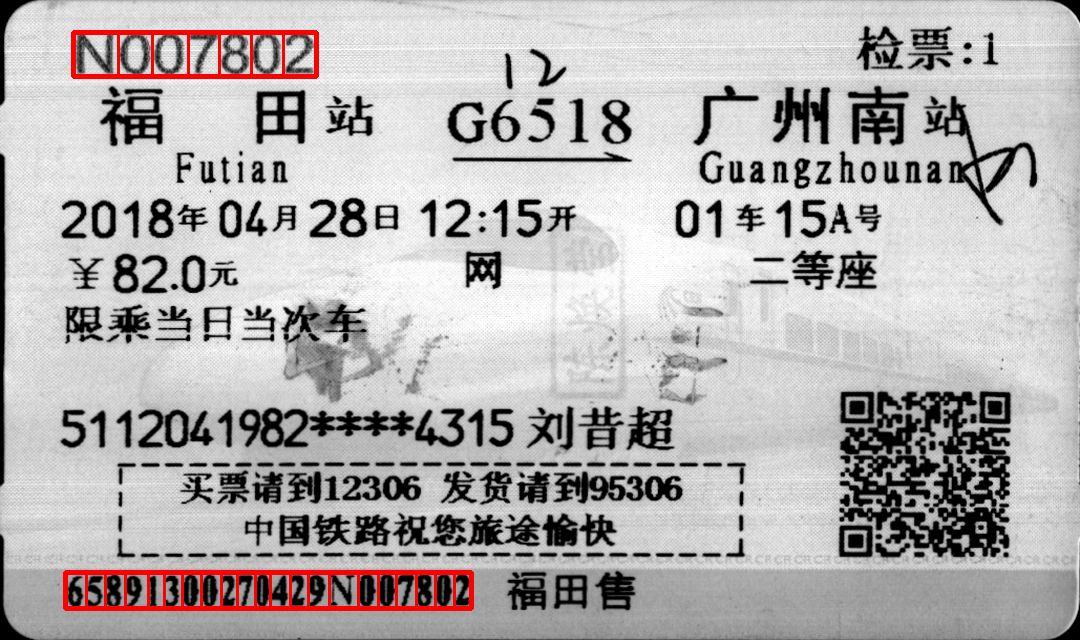 N007802 检票:1
12
福田站 G6518 广州南站
Futian Guangzhounan
2018年04月28日 12:15开 01车15A号
￥82.0元 网 二等座
限乘当日当次车
5112041982****4315 刘昔超
买票请到12306 发货请到95306
中国铁路祝您旅途愉快
65891300270429N007802 福田售